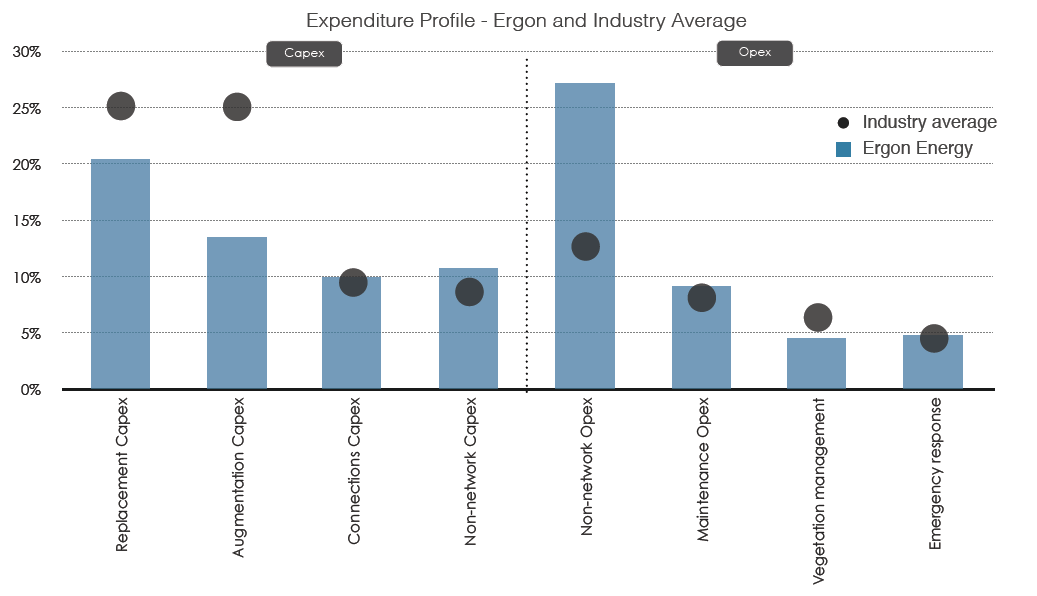 Expenditure Profile - Ergon and Industry Average
30%
Capex
Opex
25%
Industry average
Ergon Energy
20%
15%
10%
5%
0%
Replacement Capex
Augmentation Capex
Connections Capex
Non-network Capex
Non-network Opex
Maintenance Opex
Vegetation management
Emergency response